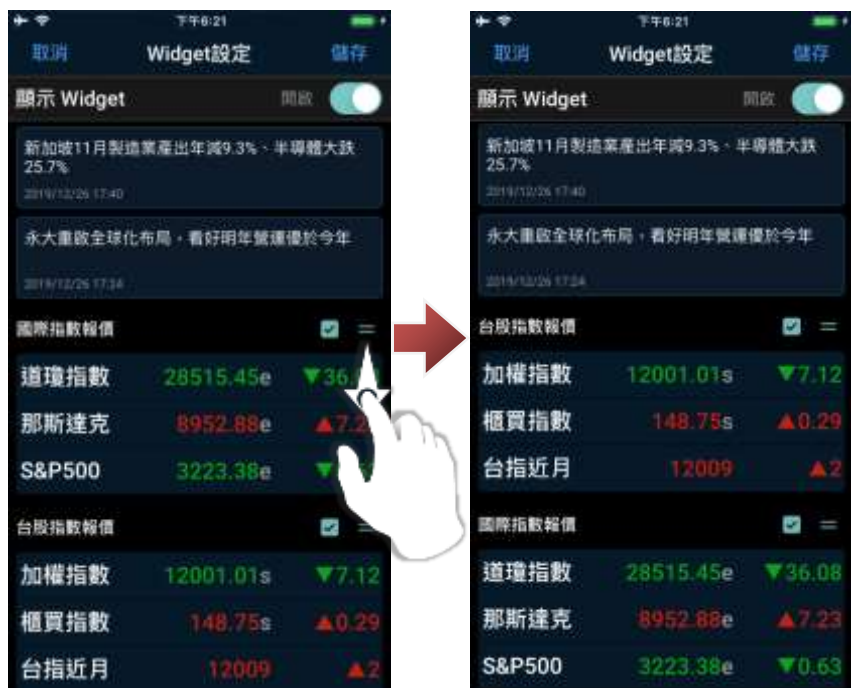 下午6:21
取消 Widget設定 儲存
顯示 Widget 開啟
新加坡11月製造業產出年減9.3%、半導體大跌
25.7%
2019/12/26 17:40
永大重啟全球化布局，看好明年營運優於今年
2019/12/26 17:24
國際指數報價
道瓊指數 28515.45e ▼36.
那斯達克 8952.88e ▲7.2
S&P500 3223.38e ▼
台股指數報價
加權指數 12001.01s ▼7.12
櫃買指數 148.75s ▲0.29
台指近月 12009 ▲2
下午6:21
取消 Widget設定 儲存
顯示 Widget 開啟
新加坡11月製造業產出年減9.3%、半導體大跌
25.7%
2019/12/26 17:40
永大重啟全球化布局，看好明年營運優於今年
2019/12/26 17:24
台股指數報價
加權指數 12001.01s ▼7.12
櫃買指數 148.75s ▲0.29
台指近月 12009 ▲2
國際指數報價
道瓊指數 28515.45e ▼36.08
那斯達克 8952.88e ▲7.23
S&P500 3223.38e ▼0.63